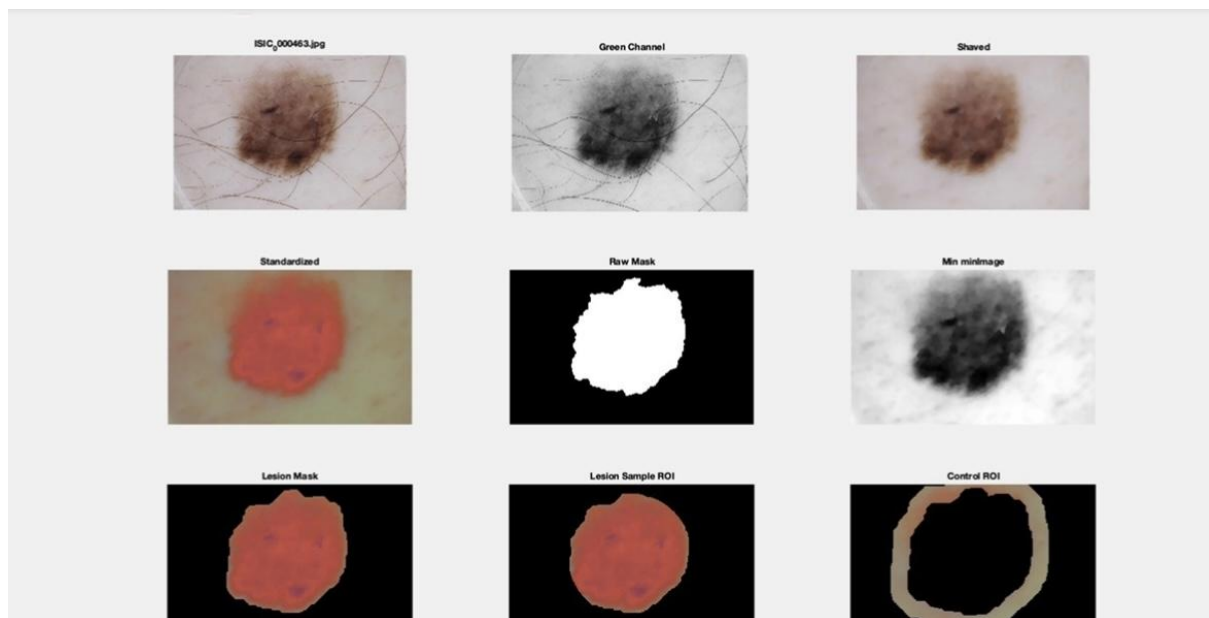 ISIC_0000463.jpg
Green Channel
Shaved
Standardized
Raw Mask
Min minImage
Lesion Mask
Lesion Sample ROI
Control ROI